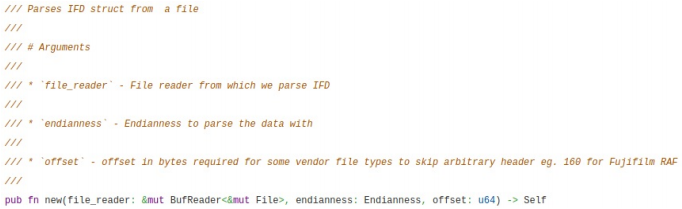 /// Parses IFD struct from  a file
///
/// # Arguments
///
/// * `file_reader` - File reader from which we parse IFD
///
/// * `endianness` - Endianness to parse the data with
///
/// * `offset` - offset in bytes required for some vendor file types to skip arbitrary header eg. 160 for Fujifilm RAF
///
pub fn new(file_reader: &mut BufReader<&mut File>, endianness: Endianness, offset: u64) -> Self